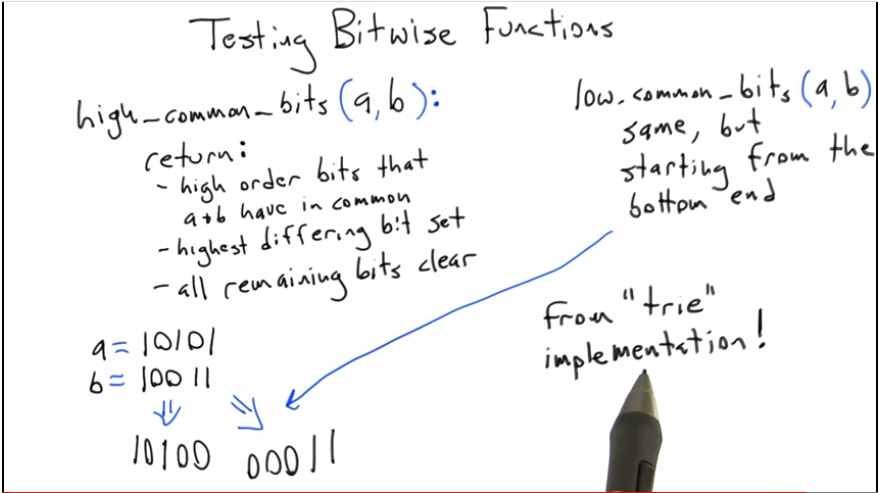 Testing Bitwise Functions
high_common_bits (a, b):
return:
- high order bits that
a+b have in common
- highest differing bit set
- all remaining bits clear
low_common_bits (a, b)
same, but
starting from the
bottom end
from "trie"
implementation!
a = 10101
b = 10011
10100 00011